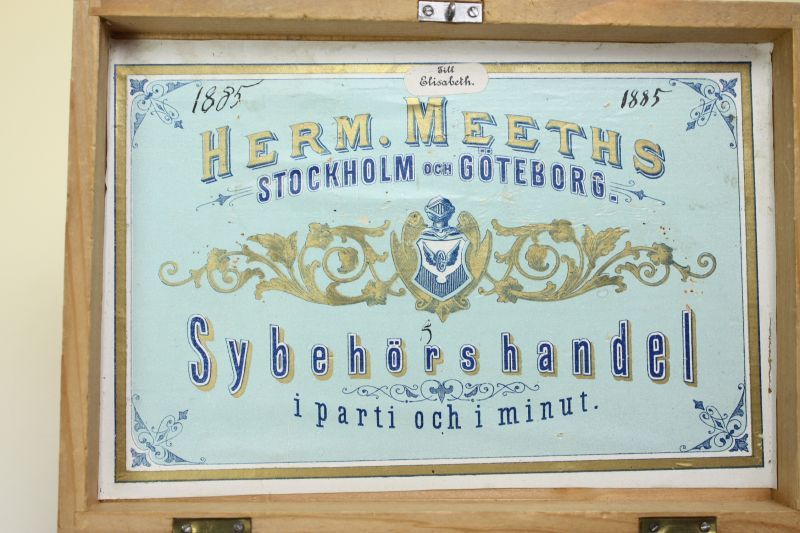 Till
Elisabeth.
1885 1885
HERM. MEETHS
STOCKHOLM OCH GÖTEBORG.
5
Sybehörshandel
i parti och i minut.